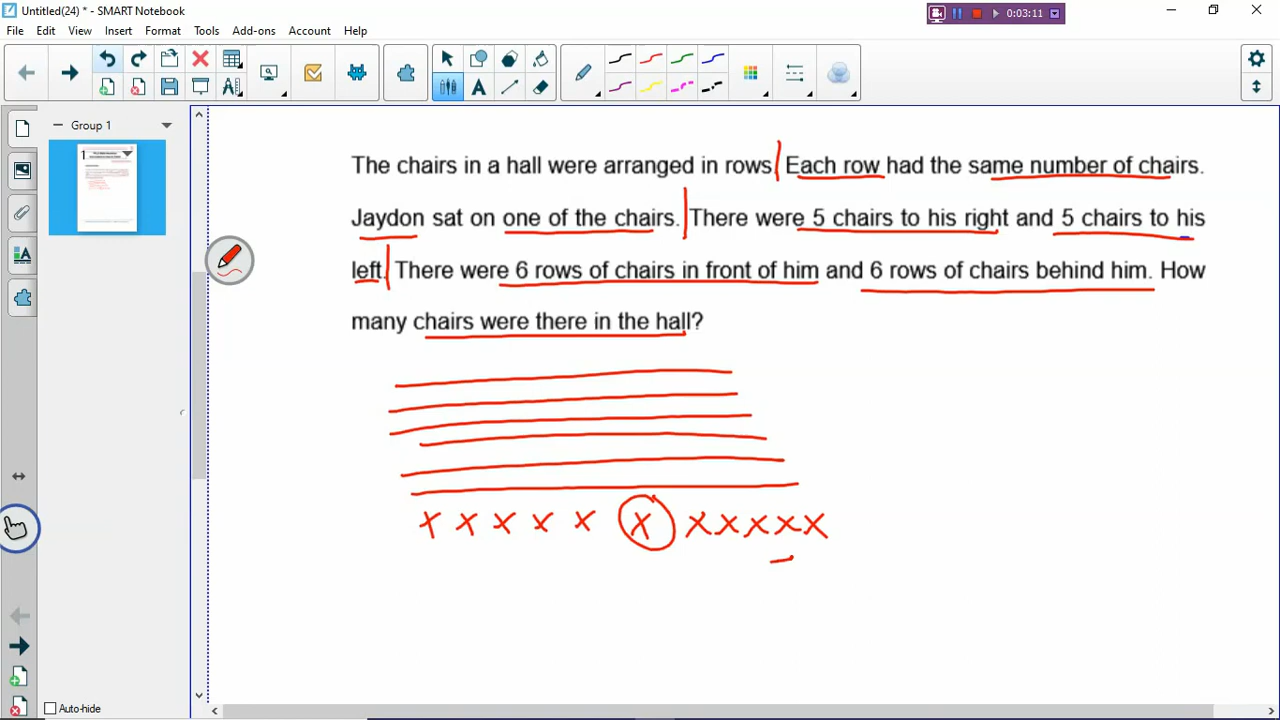 Untitled(24) * - SMART Notebook
00:03:11
File Edit View Insert Format Tools Add-ons Account Help
Group 1
1
The chairs in a hall were arranged in rows. Each row had the same number of chairs.
Jaydon sat on one of the chairs. There were 5 chairs to his right and 5 chairs to his
left. There were 6 rows of chairs in front of him and 6 rows of chairs behind him. How
many chairs were there in the hall?
x x x x x x x x x x x
Auto-hide